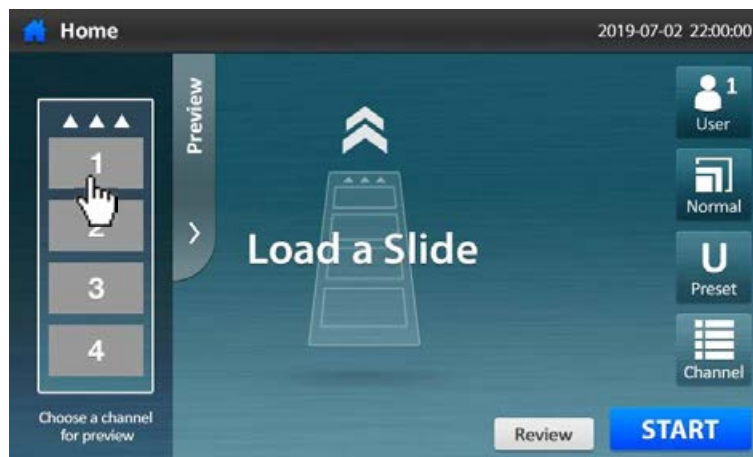 Home
2019-07-02 22:00:00
Preview
1
2
3
4
Choose a channel
for preview
Load a Slide
1
User
Normal
U
Preset
Channel
Review
START